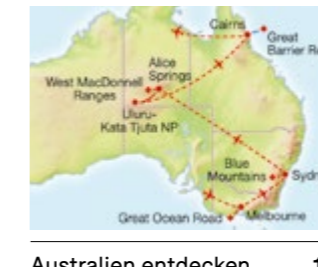 Cairns
Great
Barrier R
Alice
Springs
West MacDonnell
Ranges
Uluru-
Kata Tjuta NP
Blue
Mountains
Sydn
Great Ocean Road
Melbourne
Australien entdecken